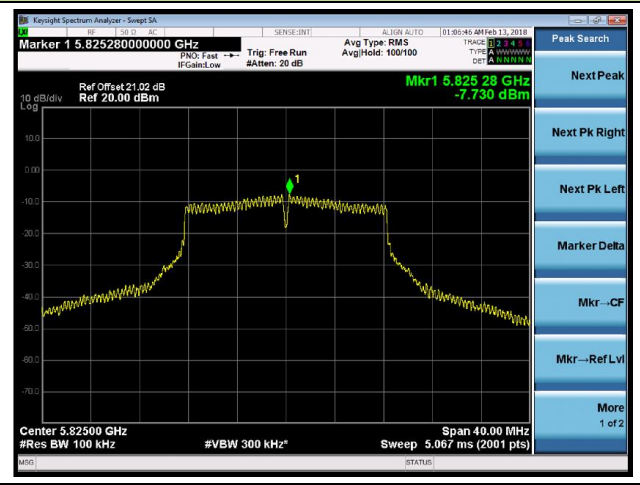 Keysight Spectrum Analyzer - Swept SA
RF 50 Ω AC SENSE:INT ALIGN AUTO 01:06:46 AM Feb 13, 2018
Marker 1 5.825280000000 GHz
PNO: Fast
IFGain:Low
Trig: Free Run
#Atten: 20 dB
Avg Type: RMS
Avg|Hold: 100/100
TRACE 1 2 3 4 5 6
TYPE A WWWWW
DET A NNNNN
Peak Search
Ref Offset 21.02 dB
10 dB/div Ref 20.00 dBm
Log
Mkr1 5.825 28 GHz
-7.730 dBm
Next Peak
Next Pk Right
Next Pk Left
Marker Delta
Mkr→CF
Mkr→Ref Lvl
More
1 of 2
10.0
0.00
-10.0
-20.0
-30.0
-40.0
-50.0
-60.0
-70.0
1
Center 5.82500 GHz Span 40.00 MHz
#Res BW 100 kHz #VBW 300 kHz* Sweep 5.067 ms (2001 pts)
MSG STATUS